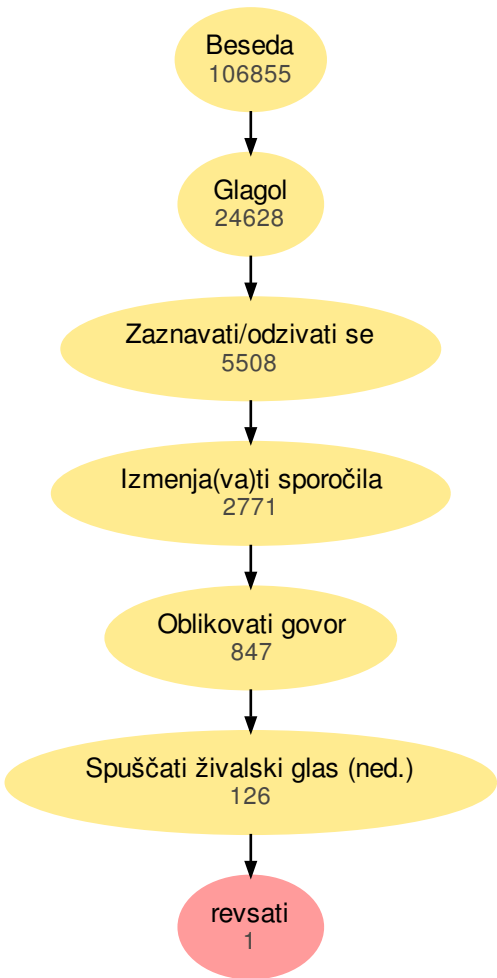 Beseda
106855
Glagol
24628
Zaznavati/odzivati se
5508
Izmenja(va)ti sporočila
2771
Oblikovati govor
847
Spuščati živalski glas (ned.)
126
revsati
1